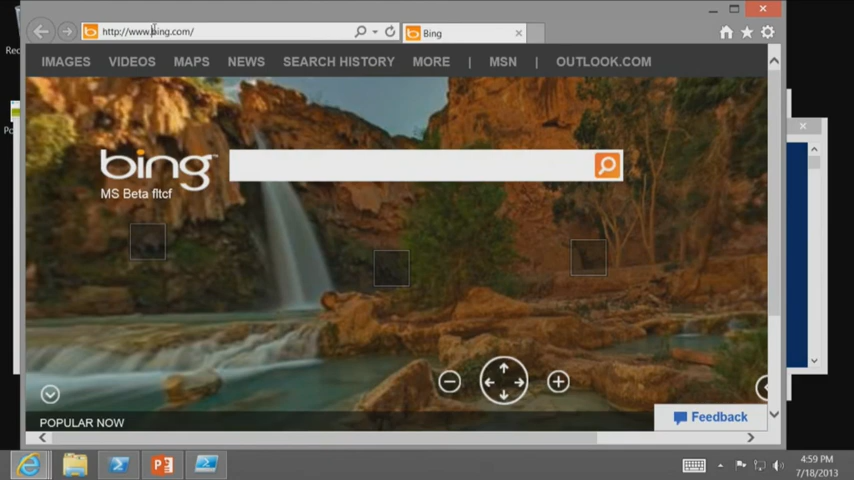 http://www.bing.com/
Bing
IMAGES VIDEOS MAPS NEWS SEARCH HISTORY MORE | MSN | OUTLOOK.COM
bing™
MS Beta fltcf
Feedback
POPULAR NOW
4:59 PM
7/18/2013